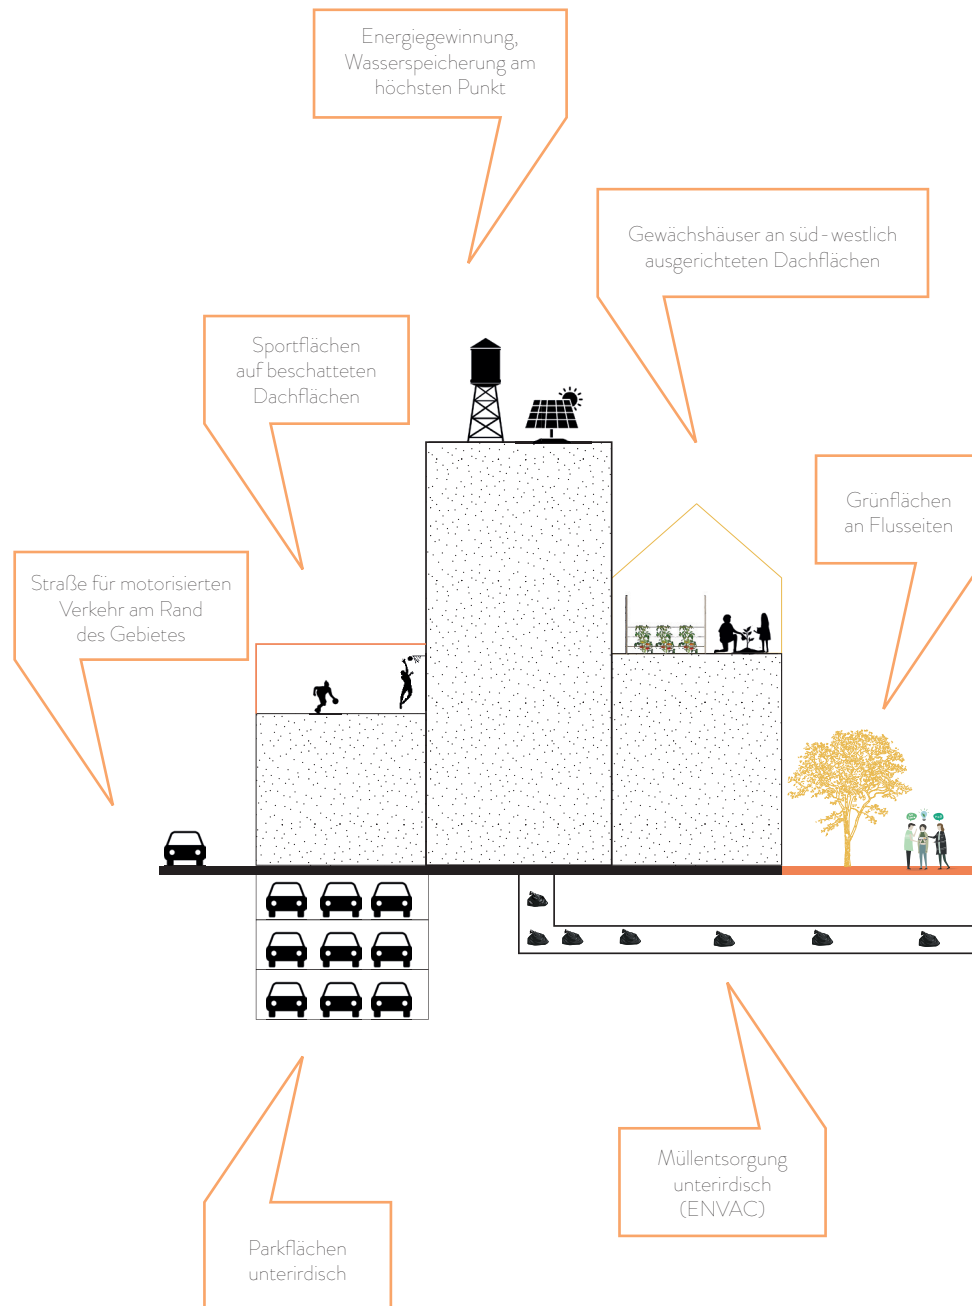 Energiegewinnung,
Wasserspeicherung am
höchsten Punkt
Gewächshäuser an süd-westlich
ausgerichteten Dachflächen
Sportflächen
auf beschatteten
Dachflächen
Grünflächen
an Flusseiten
Straße für motorisierten
Verkehr am Rand
des Gebietes
Müllentsorgung
unterirdisch
(ENVAC)
Parkflächen
unterirdisch